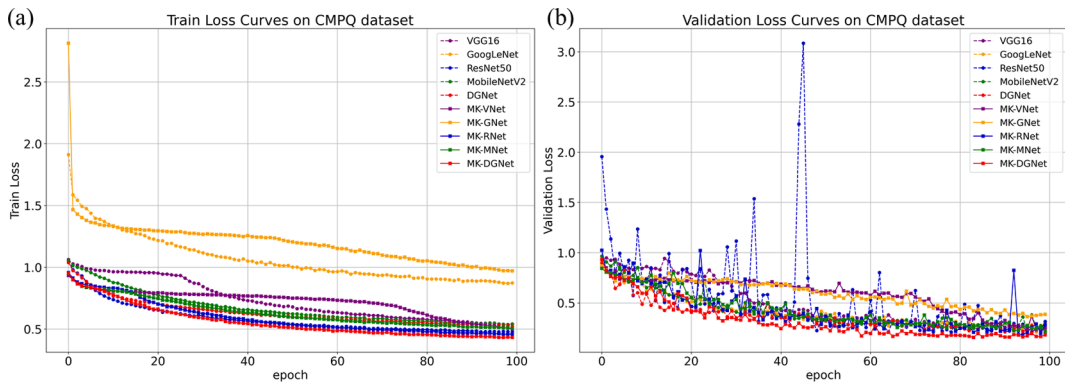 (a)
Train Loss Curves on CMPQ dataset
Train Loss
2.5
2.0
1.5
1.0
0.5
0
20
40
60
80
100
epoch
VGG16
GoogLeNet
ResNet50
MobileNetV2
DGNet
MK-VNet
MK-GNet
MK-RNet
MK-MNet
MK-DGNet
(b)
Validation Loss Curves on CMPQ dataset
Validation Loss
3.0
2.5
2.0
1.5
1.0
0.5
0
20
40
60
80
100
epoch
VGG16
GoogLeNet
ResNet50
MobileNetV2
DGNet
MK-VNet
MK-GNet
MK-RNet
MK-MNet
MK-DGNet